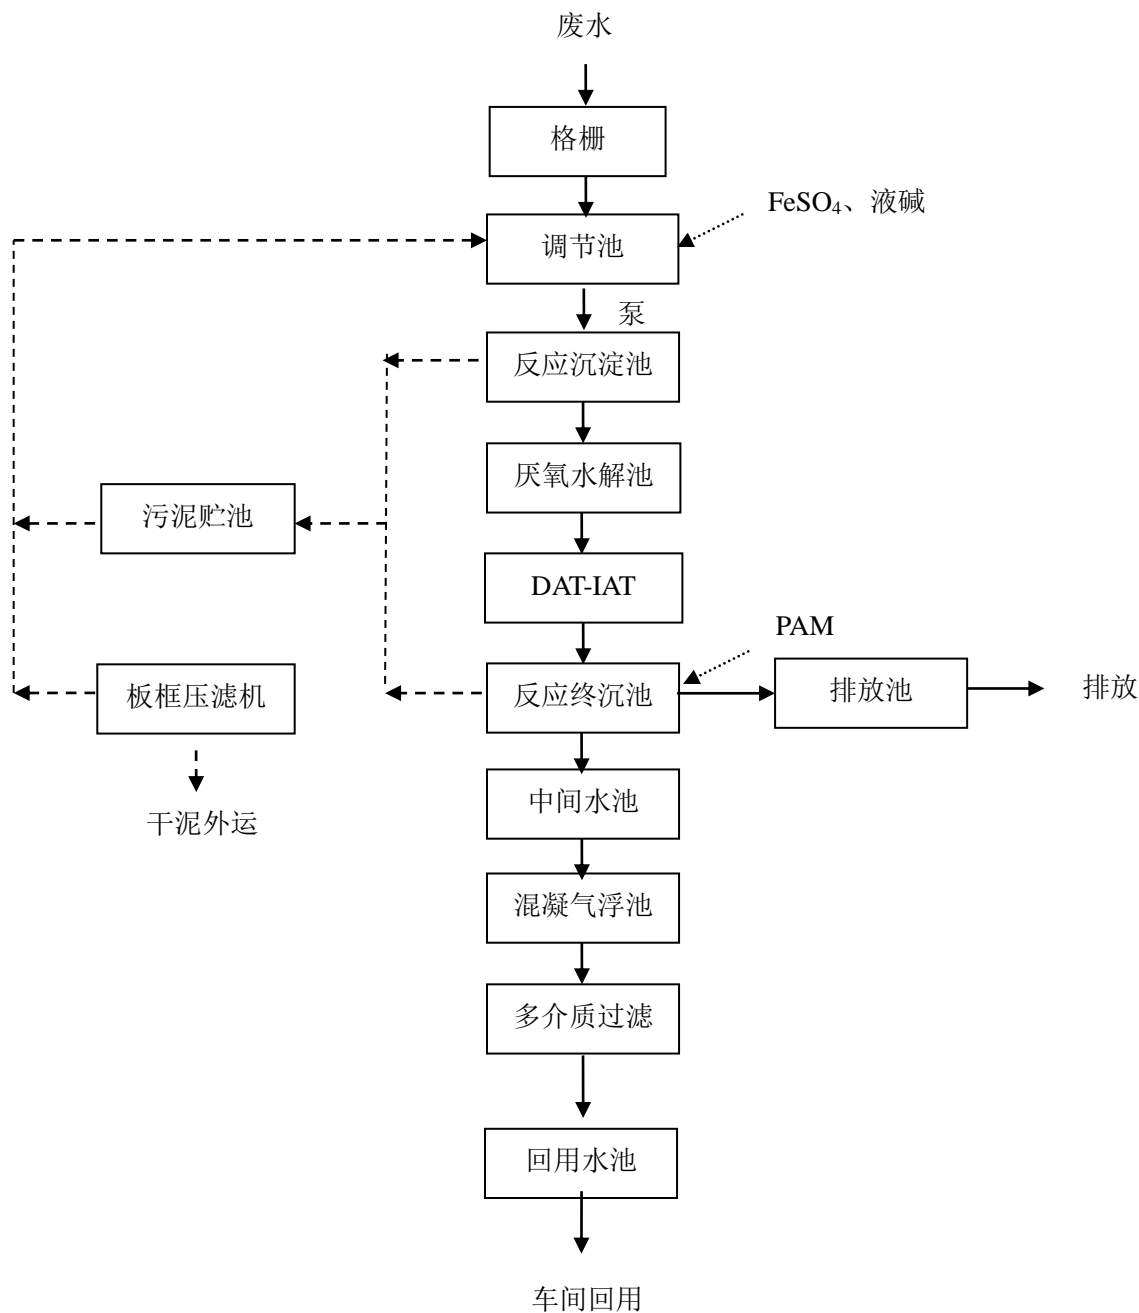 废水
格栅
FeSO₄、液碱
调节池
泵
反应沉淀池
厌氧水解池
污泥贮池
DAT-IAT
PAM
板框压滤机
反应终沉池
排放池
排放
中间水池
干泥外运
混凝气浮池
多介质过滤
回用水池
车间回用